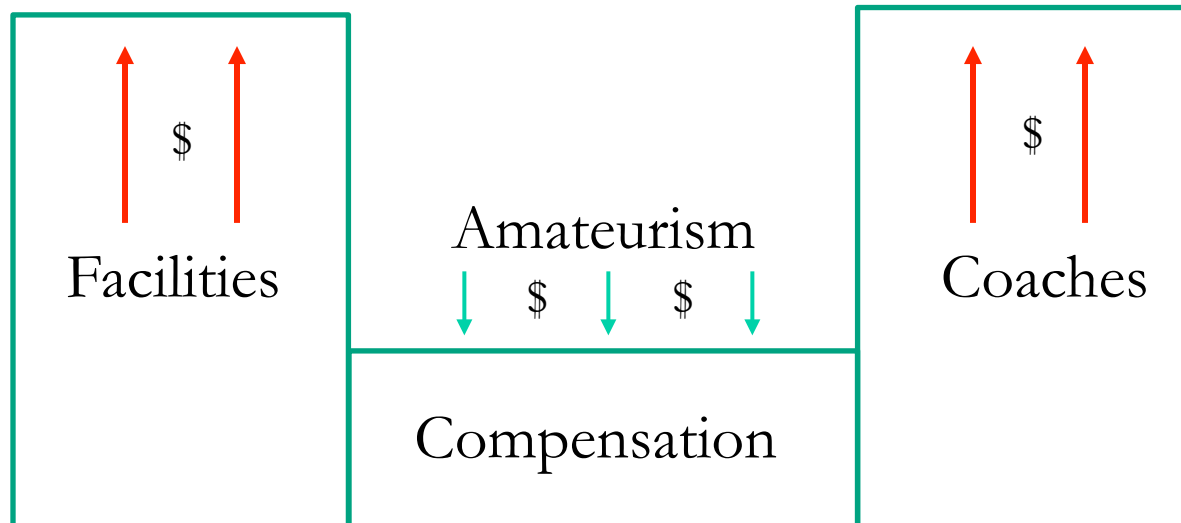 $
$
Amateurism
Facilities
$
$
Coaches
Compensation